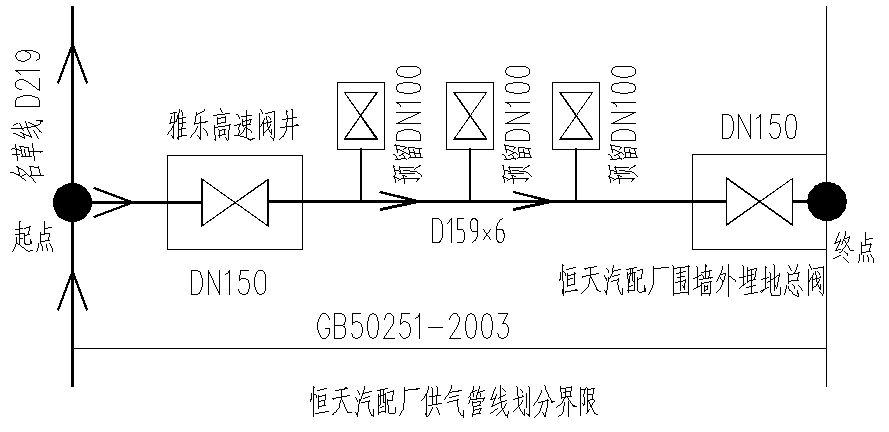 名草线 D219
雅乐高速阀井
预留DN100
预留DN100
预留DN100
DN150
起点
D159×6
终点
DN150
恒天汽配厂围墙外埋地总阀
GB50251-2003
恒天汽配厂供气管线划分界限